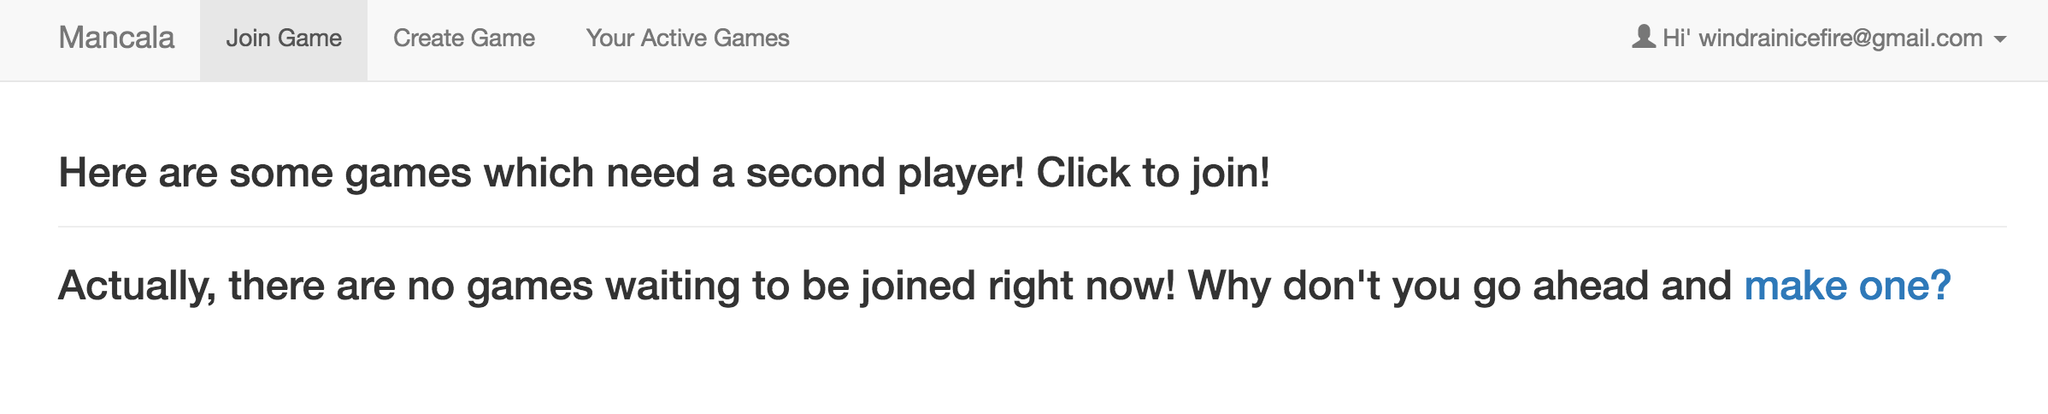 Mancala Join Game Create Game Your Active Games Hi' windrainicefire@gmail.com
Here are some games which need a second player! Click to join!
Actually, there are no games waiting to be joined right now! Why don't you go ahead and make one?